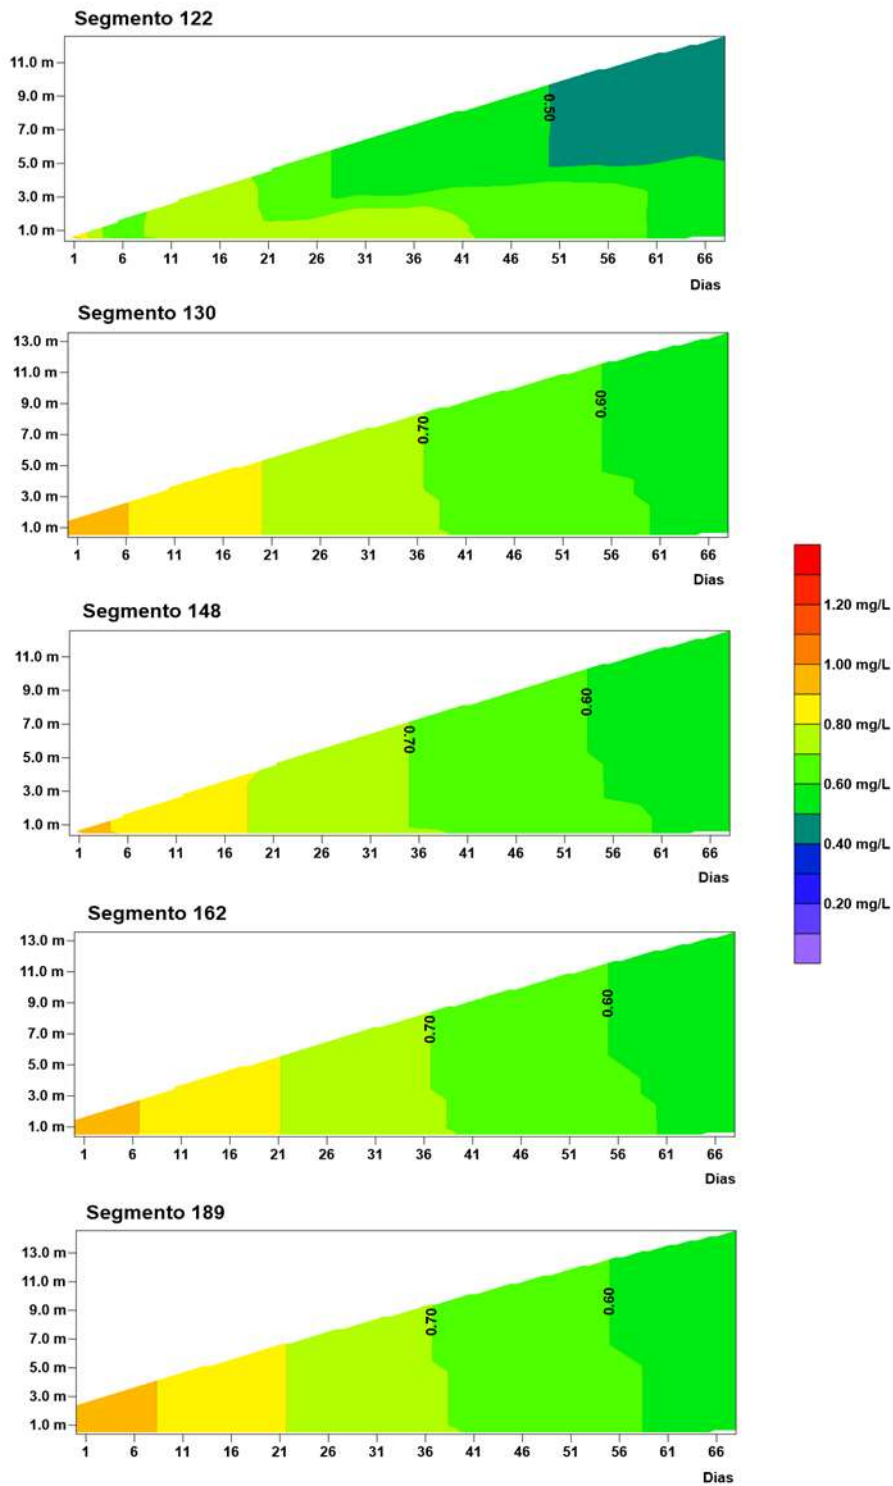 Segmento 122
11.0 m
9.0 m
7.0 m
5.0 m
3.0 m
1.0 m
0.50
1 6 11 16 21 26 31 36 41 46 51 56 61 66
Dias
Segmento 130
13.0 m
11.0 m
9.0 m
7.0 m
5.0 m
3.0 m
1.0 m
0.70
0.60
1 6 11 16 21 26 31 36 41 46 51 56 61 66
Dias
Segmento 148
11.0 m
9.0 m
7.0 m
5.0 m
3.0 m
1.0 m
0.70
0.60
1 6 11 16 21 26 31 36 41 46 51 56 61 66
Dias
Segmento 162
13.0 m
11.0 m
9.0 m
7.0 m
5.0 m
3.0 m
1.0 m
0.70
0.60
1 6 11 16 21 26 31 36 41 46 51 56 61 66
Dias
Segmento 189
13.0 m
11.0 m
9.0 m
7.0 m
5.0 m
3.0 m
1.0 m
0.70
0.60
1 6 11 16 21 26 31 36 41 46 51 56 61 66
Dias
1.20 mg/L
1.00 mg/L
0.80 mg/L
0.60 mg/L
0.40 mg/L
0.20 mg/L